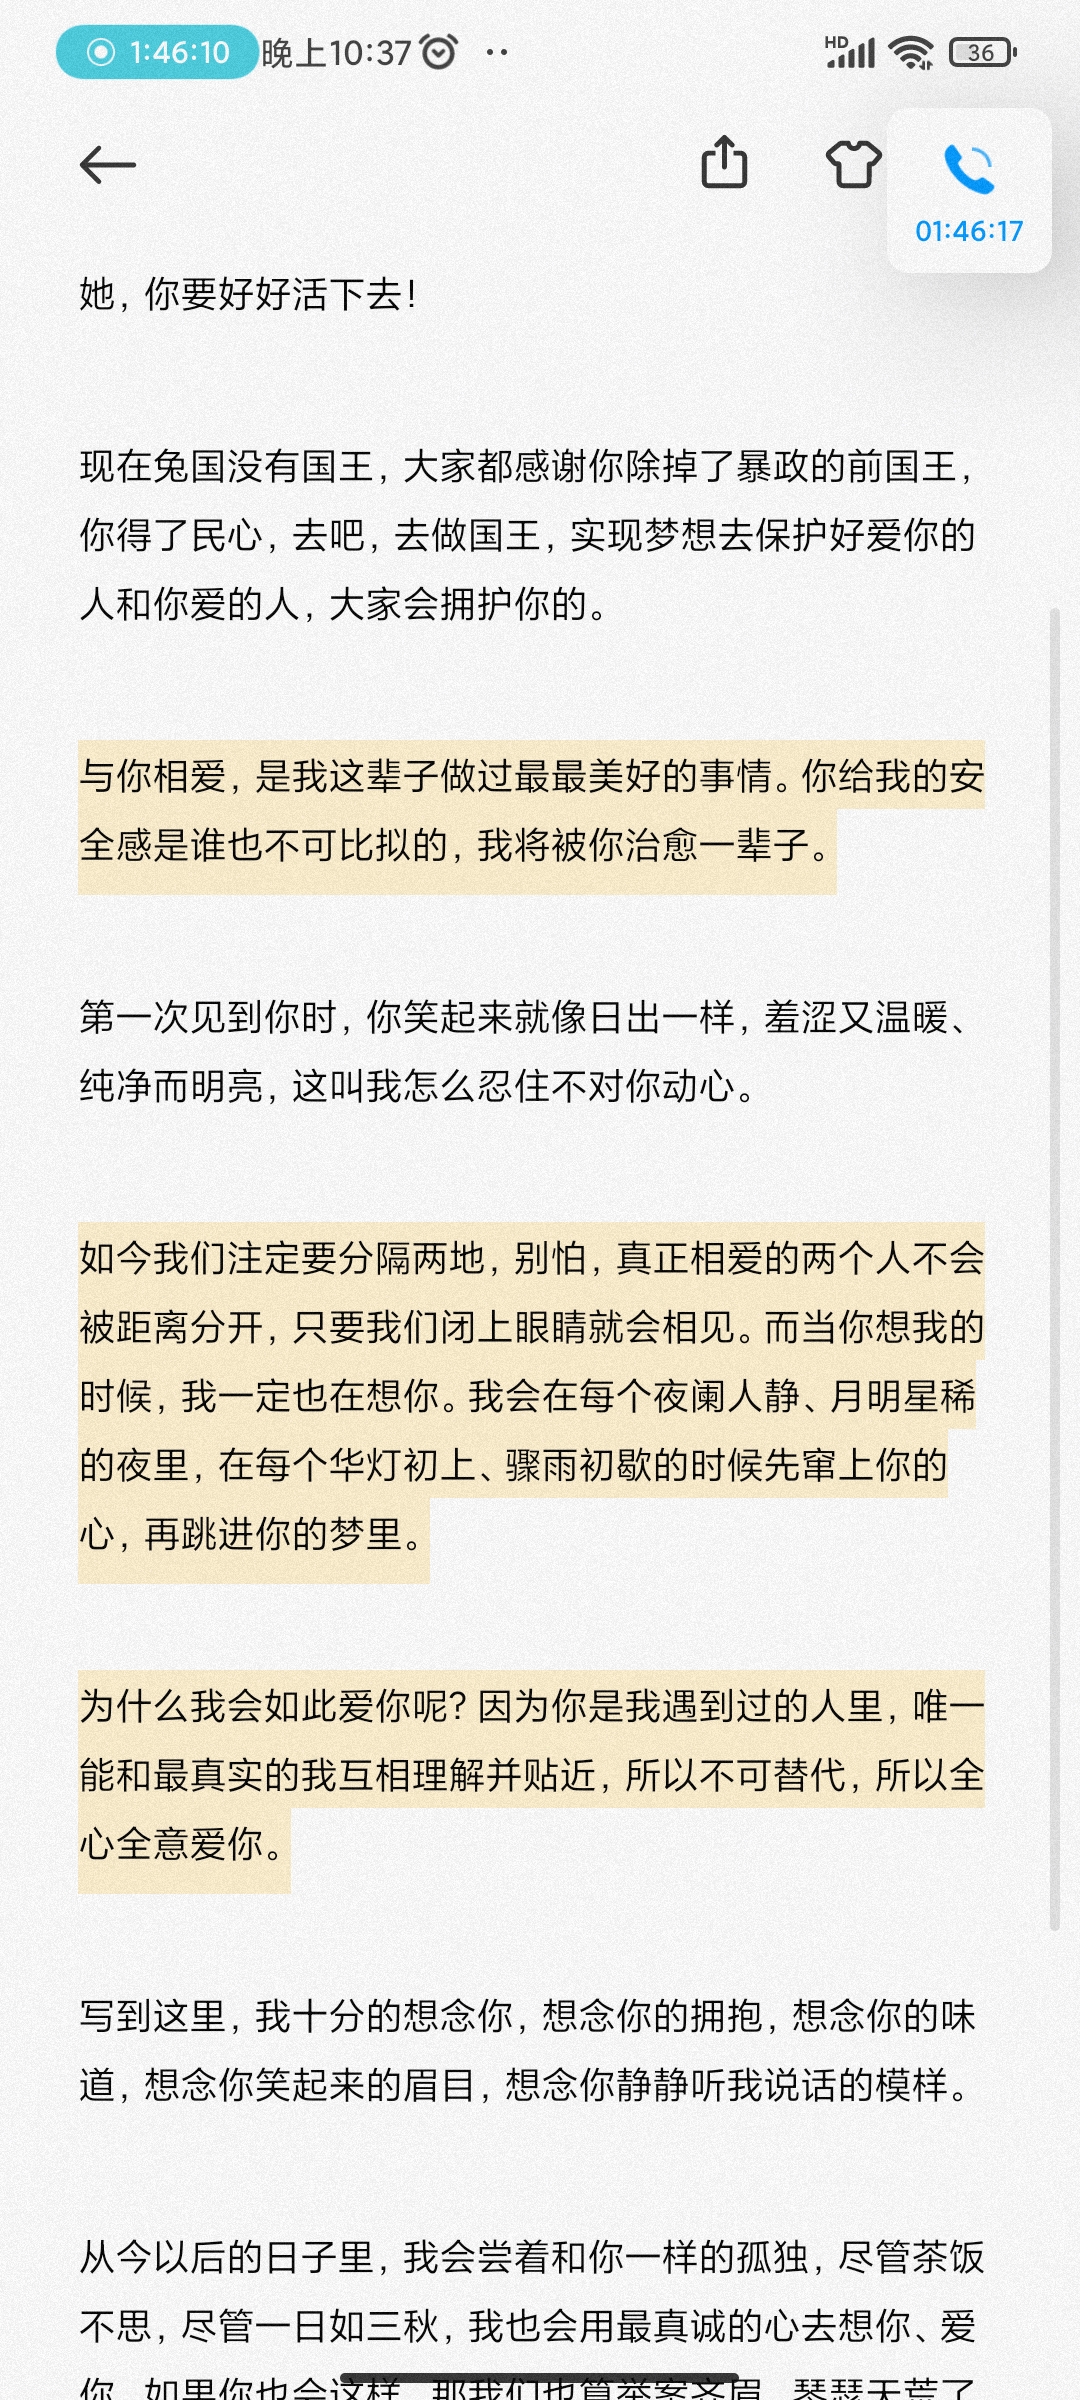 1:46:10 晚上10:37 HD 36
01:46:17
她，你要好好活下去！
现在兔国没有国王，大家都感谢你除掉了暴政的前国王，
你得了民心，去吧，去做国王，实现梦想去保护好爱你的
人和你爱的人，大家会拥护你的。
与你相爱，是我这辈子做过最最美好的事情。你给我的安
全感是谁也不可比拟的，我将被你治愈一辈子。
第一次见到你时，你笑起来就像日出一样，羞涩又温暖、
纯净而明亮，这叫我怎么忍住不对你动心。
如今我们注定要分隔两地，别怕，真正相爱的两个人不会
被距离分开，只要我们闭上眼睛就会相见。而当你想我的
时候，我一定也在想你。我会在每个夜阑人静、月明星稀
的夜里，在每个华灯初上、骤雨初歇的时候先窜上你的
心，再跳进你的梦里。
为什么我会如此爱你呢？因为你是我遇到过的人里，唯一
能和最真实的我互相理解并贴近，所以不可替代，所以全
心全意爱你。
写到这里，我十分的想念你，想念你的拥抱，想念你的味
道，想念你笑起来的眉目，想念你静静听我说话的模样。
从今以后的日子里，我会尝着和你一样的孤独，尽管茶饭
不思，尽管一日如三秋，我也会用最真诚的心去想你、爱
你，如果你也会这样，那我们也算举案齐眉，琴瑟天荒了